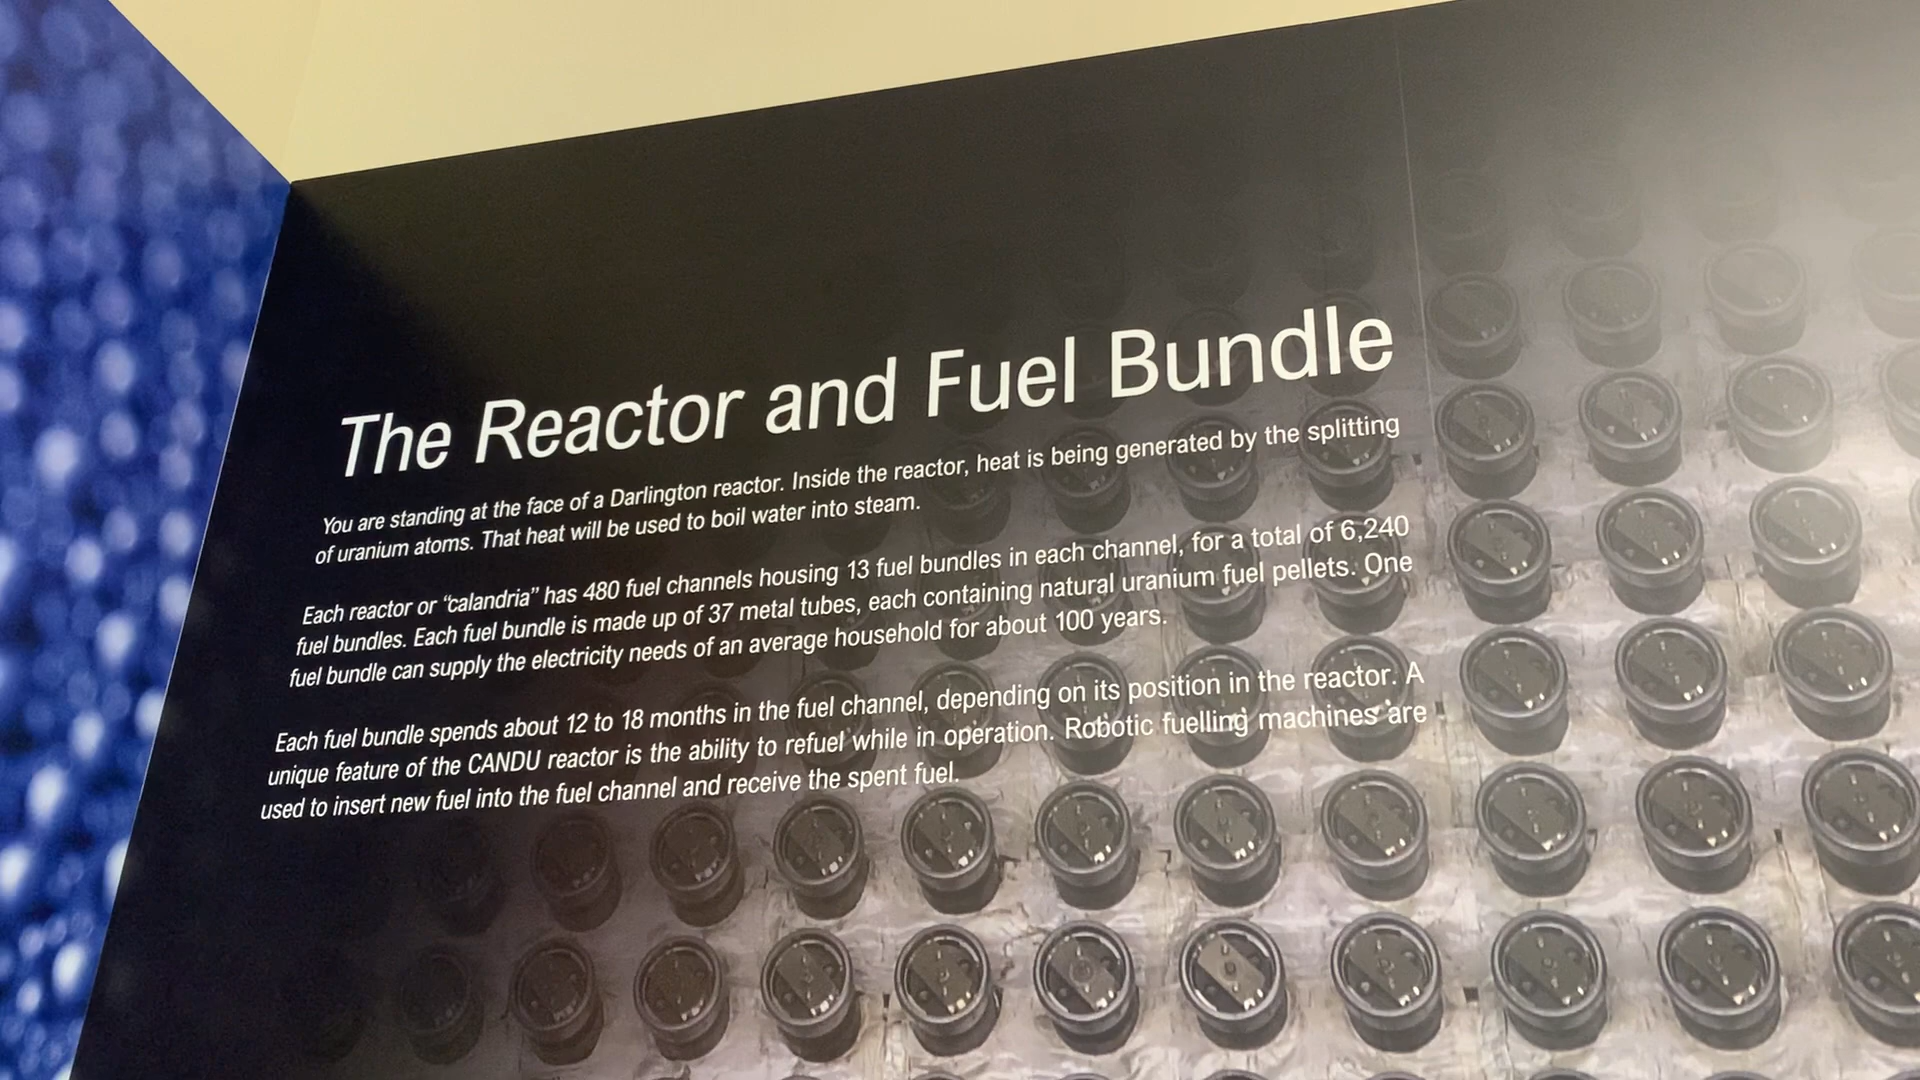 The Reactor and Fuel Bundle
You are standing at the face of a Darlington reactor. Inside the reactor, heat is being generated by the splitting
of uranium atoms. That heat will be used to boil water into steam.
Each reactor or “calandria” has 480 fuel channels housing 13 fuel bundles in each channel, for a total of 6,240
fuel bundles. Each fuel bundle is made up of 37 metal tubes, each containing natural uranium fuel pellets. One
fuel bundle can supply the electricity needs of an average household for about 100 years.
Each fuel bundle spends about 12 to 18 months in the fuel channel, depending on its position in the reactor. A
unique feature of the CANDU reactor is the ability to refuel while in operation. Robotic fuelling machines are
used to insert new fuel into the fuel channel and receive the spent fuel.